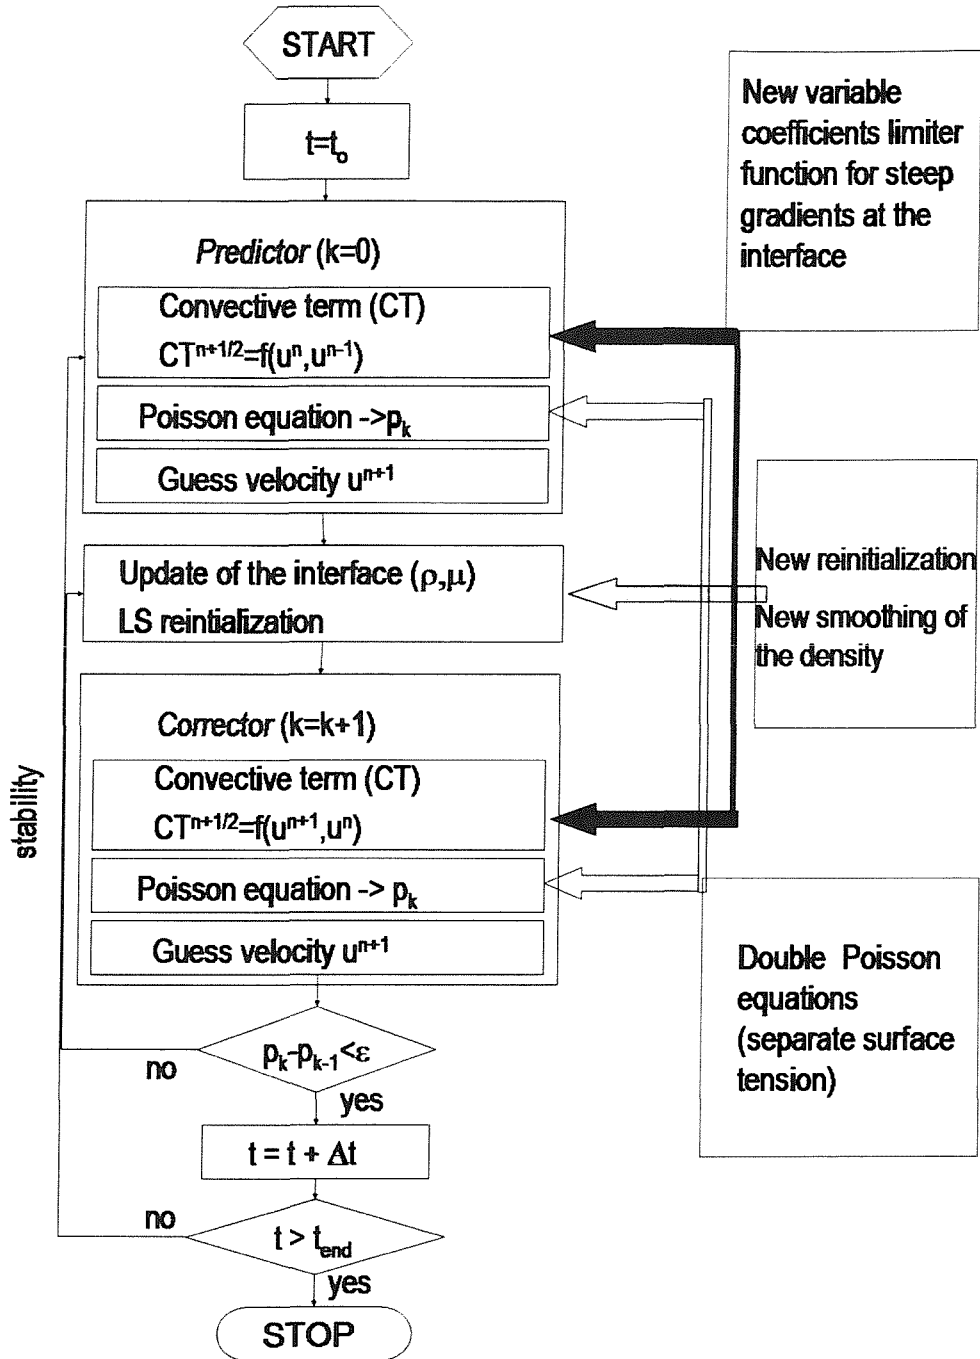 START
t=t₀
Predictor (k=0)
Convective term (CT)
CTⁿ⁺¹/²=f(uⁿ,uⁿ⁻¹)
Poisson equation ->pₖ
Guess velocity uⁿ⁺¹
Update of the interface (ρ,μ)
LS reintialization
Corrector (k=k+1)
Convective term (CT)
CTⁿ⁺¹/²=f(uⁿ⁺¹,uⁿ)
Poisson equation -> pₖ
Guess velocity uⁿ⁺¹
pₖ-pₖ₋₁<ε
no
yes
t = t + Δt
no
t > t_end
yes
STOP
stability
New variable
coefficients limiter
function for steep
gradients at the
interface
New reinitialization
New smoothing of
the density
Double Poisson
equations
(separate surface
tension)